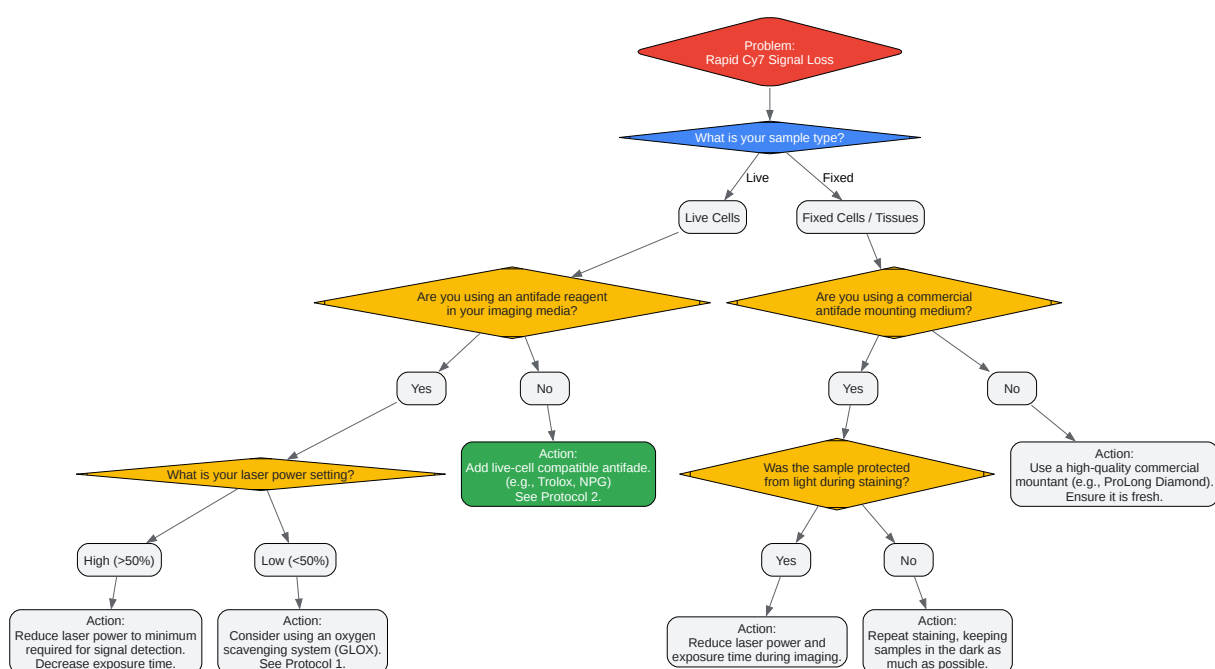 Problem:
Rapid Cy7 Signal Loss
What is your sample type?
Live
Fixed
Live Cells
Fixed Cells / Tissues
Are you using an antifade reagent
in your imaging media?
Are you using a commercial
antifade mounting medium?
Yes
No
Yes
No
What is your laser power setting?
Action:
Add live-cell compatible antifade.
(e.g., Trolox, NPG)
See Protocol 2.
Was the sample protected
from light during staining?
Action:
Use a high-quality commercial
mountant (e.g., ProLong Diamond).
Ensure it is fresh.
High (>50%)
Low (<50%)
Yes
No
Action:
Reduce laser power to minimum
required for signal detection.
Decrease exposure time.
Action:
Consider using an oxygen
scavenging system (GLOX).
See Protocol 1.
Action:
Reduce laser power and
exposure time during imaging.
Action:
Repeat staining, keeping
samples in the dark as
much as possible.